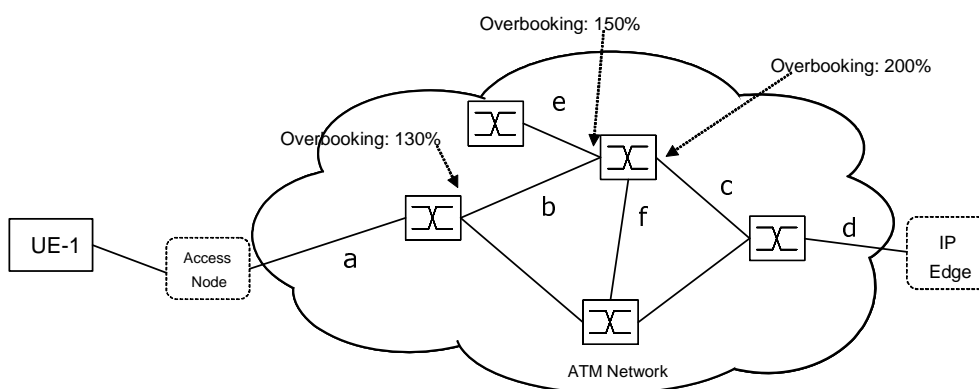 Overbooking: 150%
Overbooking: 200%
e
Overbooking: 130%
b
c
f
d
a
UE-1
Access
Node
IP
Edge
ATM Network